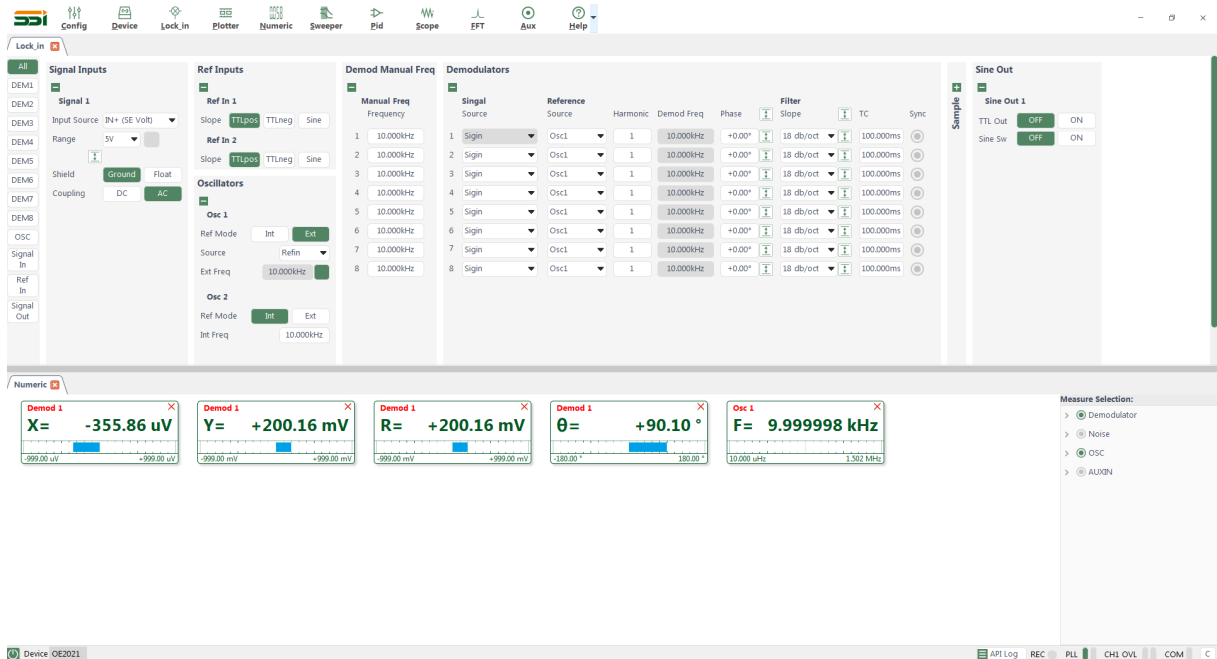 SSI Config Device Lock_in Plotter Numeric Sweeper Pid Scope FFT Aux Help
Lock_in
All
DEM1
DEM2
DEM3
DEM4
DEM5
DEM6
DEM7
DEM8
OSC
Signal
In
Ref
In
Signal
Out
Signal Inputs
Signal 1
Input Source IN+ (SE Volt)
Range 5V
Shield Ground Float
Coupling DC AC
Ref Inputs
Ref In 1
Slope TTLpos TTLneg Sine
Ref In 2
Slope TTLpos TTLneg Sine
Oscillators
Osc 1
Ref Mode Int Ext
Source Refin
Ext Freq 10.000kHz
Osc 2
Ref Mode Int Ext
Int Freq 10.000kHz
Demod Manual Freq
Manual Freq
Frequency
1 10.000kHz
2 10.000kHz
3 10.000kHz
4 10.000kHz
5 10.000kHz
6 10.000kHz
7 10.000kHz
8 10.000kHz
Demodulators
Singal Reference Filter
Source Source Harmonic Demod Freq Phase Slope TC Sync
1 Sigin Osc1 1 10.000kHz +0.00° 18 db/oct 100.000ms
2 Sigin Osc1 1 10.000kHz +0.00° 18 db/oct 100.000ms
3 Sigin Osc1 1 10.000kHz +0.00° 18 db/oct 100.000ms
4 Sigin Osc1 1 10.000kHz +0.00° 18 db/oct 100.000ms
5 Sigin Osc1 1 10.000kHz +0.00° 18 db/oct 100.000ms
6 Sigin Osc1 1 10.000kHz +0.00° 18 db/oct 100.000ms
7 Sigin Osc1 1 10.000kHz +0.00° 18 db/oct 100.000ms
8 Sigin Osc1 1 10.000kHz +0.00° 18 db/oct 100.000ms
Sample
Sine Out
Sine Out 1
TTL Out OFF ON
Sine Sw OFF ON
Numeric
Demod 1
X= -355.86 uV
-999.00 uV +999.00 uV
Demod 1
Y= +200.16 mV
-999.00 mV +999.00 mV
Demod 1
R= +200.16 mV
-999.00 mV +999.00 mV
Demod 1
θ= +90.10 °
-180.00 ° 180.00 °
Osc 1
F= 9.999998 kHz
10.000 uHz 1.502 MHz
Measure Selection:
Demodulator
Noise
OSC
AUXIN
Device OE2021 API Log REC PLL CH1 OVL COM C